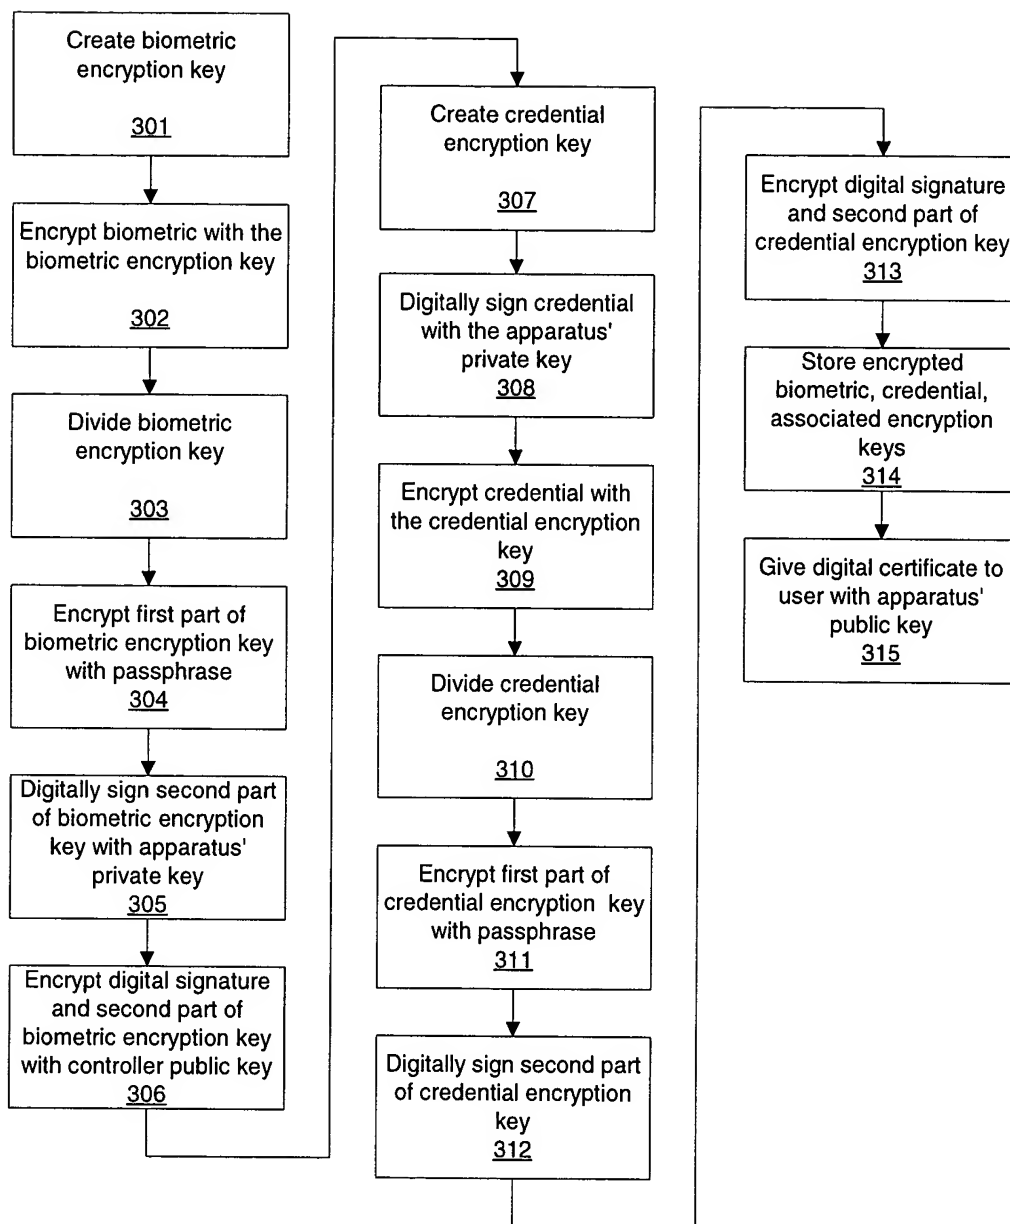 Create biometric
encryption key
301
Encrypt biometric with the
biometric encryption key
302
Divide biometric
encryption key
303
Encrypt first part of
biometric encryption key
with passphrase
304
Digitally sign second part
of biometric encryption
key with apparatus'
private key
305
Encrypt digital signature
and second part of
biometric encryption key
with controller public key
306
Create credential
encryption key
307
Digitally sign credential
with the apparatus'
private key
308
Encrypt credential with
the credential encryption
key
309
Divide credential
encryption key
310
Encrypt first part of
credential encryption key
with passphrase
311
Digitally sign second part
of credential encryption
key
312
Encrypt digital signature
and second part of
credential encryption key
313
Store encrypted
biometric, credential,
associated encryption
keys
314
Give digital certificate to
user with apparatus'
public key
315